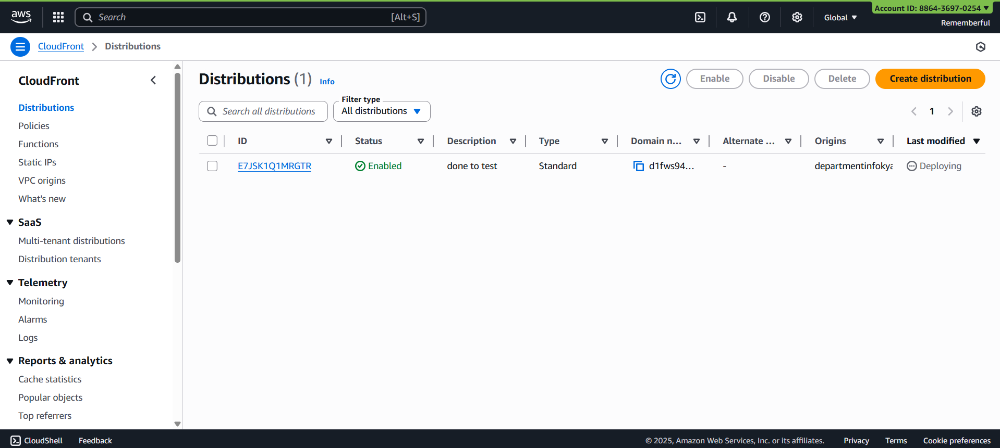 aws
Search [Alt+S]
Global
Account ID: 8864-3697-0254
Rememberful
CloudFront
Distributions
CloudFront
Distributions
Policies
Functions
Static IPs
VPC origins
What's new
SaaS
Multi-tenant distributions
Distribution tenants
Telemetry
Monitoring
Alarms
Logs
Reports & analytics
Cache statistics
Popular objects
Top referrers
Distributions (1) Info
Enable Disable Delete Create distribution
Search all distributions
Filter type
All distributions
1
ID Status Description Type Domain n... Alternate ... Origins Last modified
E7JSK1Q1MRGTR Enabled done to test Standard d1fws94... - departmentinfokya Deploying
CloudShell Feedback © 2025, Amazon Web Services, Inc. or its affiliates. Privacy Terms Cookie preferences